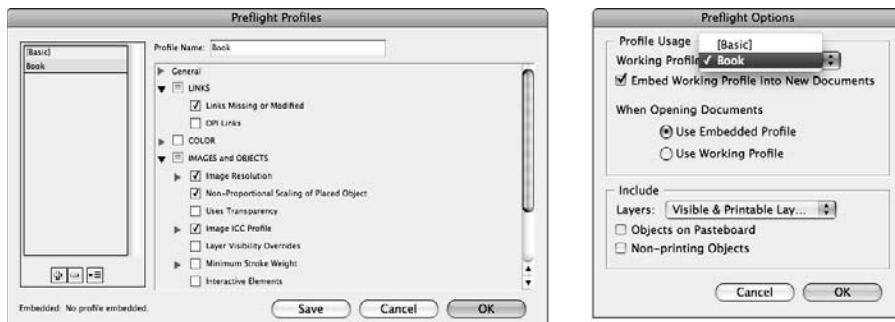 Preflight Profiles
[Basic]
Book
Profile Name: Book
General
LINKS
Links Missing or Modified
OPI Links
COLOR
IMAGES and OBJECTS
Image Resolution
Non-Proportional Scaling of Placed Object
Uses Transparency
Image ICC Profile
Layer Visibility Overrides
Minimum Stroke Weight
Interactive Elements
Embedded: No profile embedded.
Save
Cancel
OK
Preflight Options
Profile Usage
[Basic]
Working Profile
Book
Embed Working Profile into New Documents
When Opening Documents
Use Embedded Profile
Use Working Profile
Include
Layers: Visible & Printable Lay...
Objects on Pasteboard
Non-printing Objects
Cancel
OK